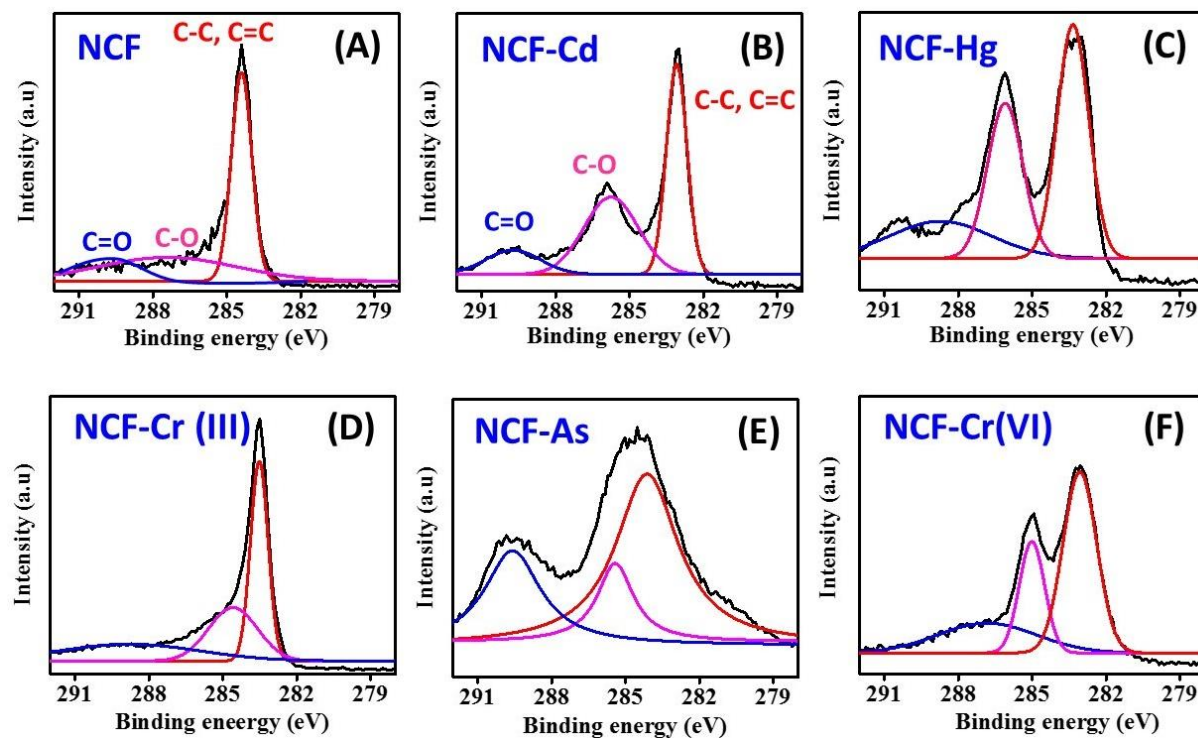 NCF
C-C, C=C
(A)
C=O
C-O
Intensity (a.u)
291 288 285 282 279
Binding energy (eV)
NCF-Cd
(B)
C-C, C=C
C-O
C=O
Intensity (a.u)
291 288 285 282 279
Binding energy (eV)
NCF-Hg
(C)
Intensity (a.u)
291 288 285 282 279
Binding energy (eV)
NCF-Cr (III)
(D)
Intensity (a.u)
291 288 285 282 279
Binding eneergy (eV)
NCF-As
(E)
Intensity (a.u)
291 288 285 282 279
Binding energy (eV)
NCF-Cr(VI)
(F)
Intensity (a.u)
291 288 285 282 279
Binding energy (eV)